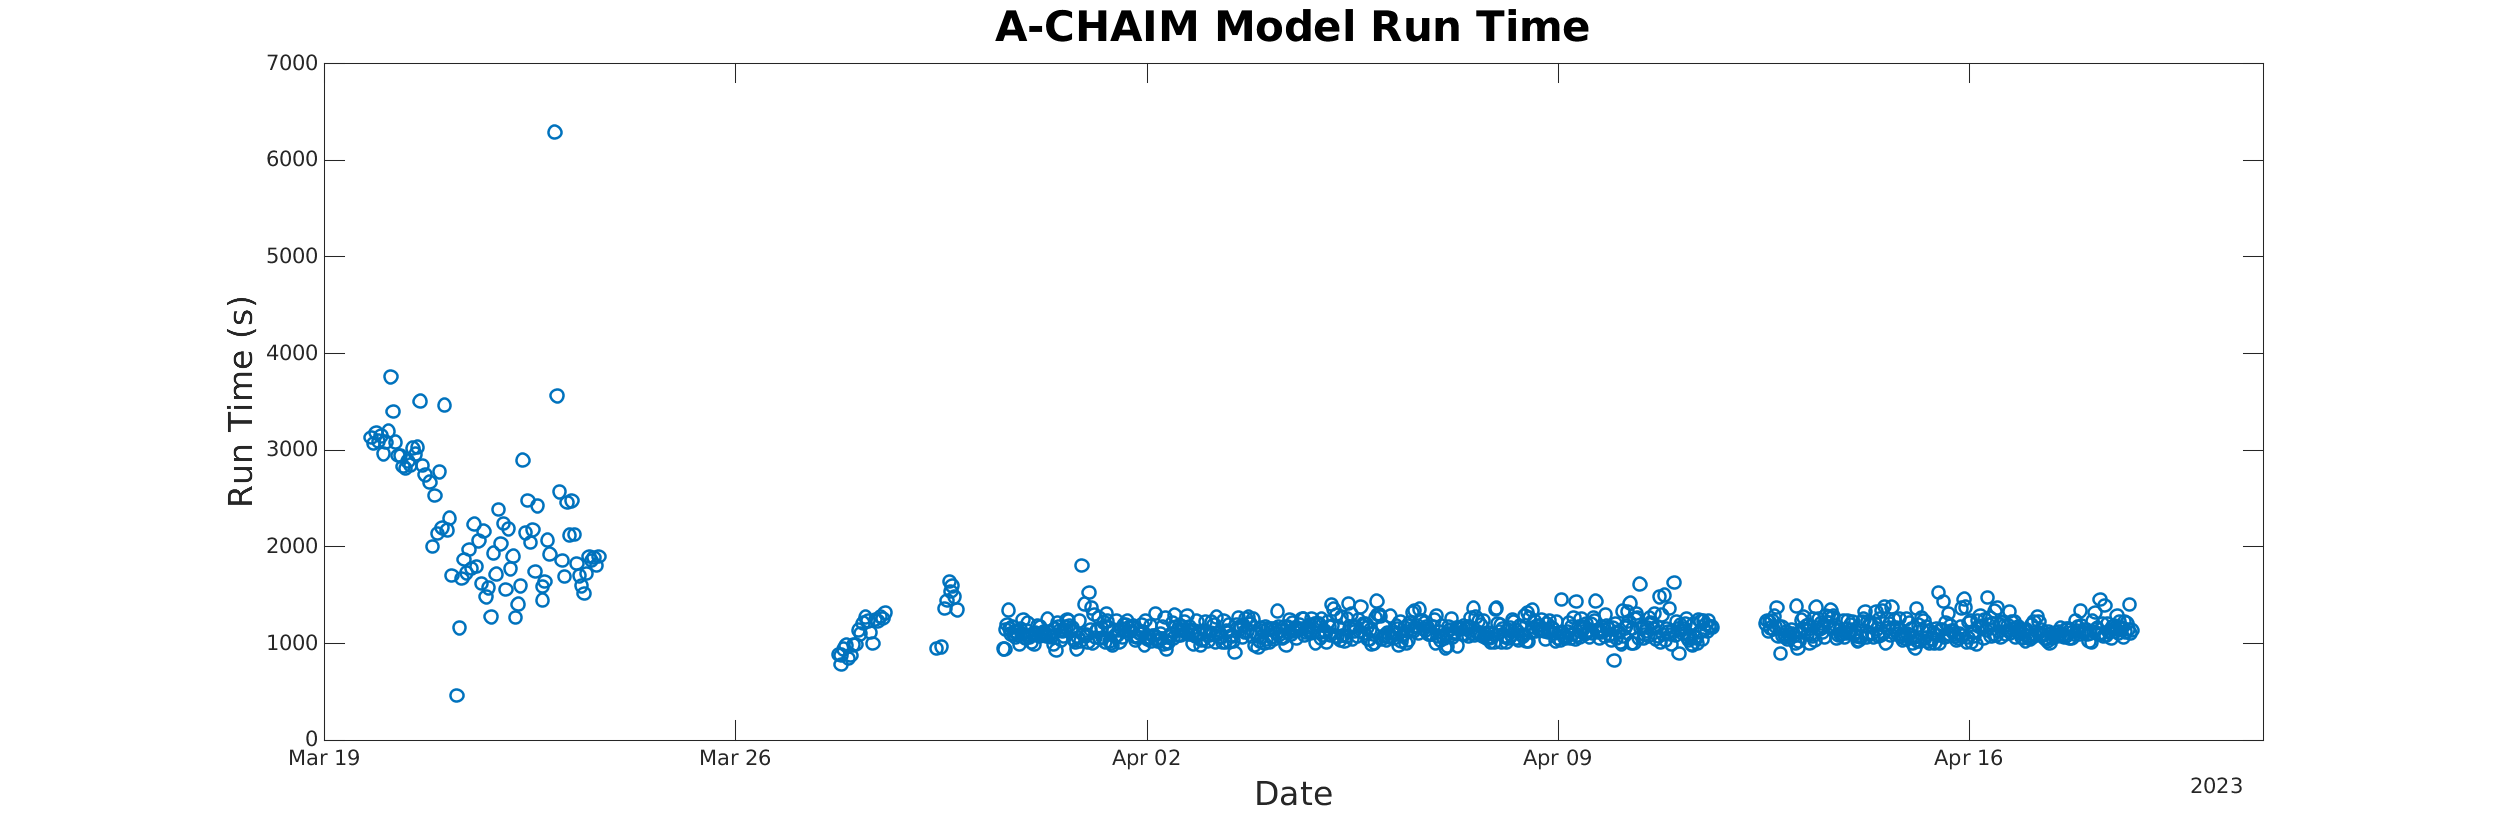 A-CHAIM Model Run Time
7000
6000
5000
4000
3000
2000
1000
0
Run Time (s)
Mar 19 Mar 26 Apr 02 Apr 09 Apr 16
2023
Date